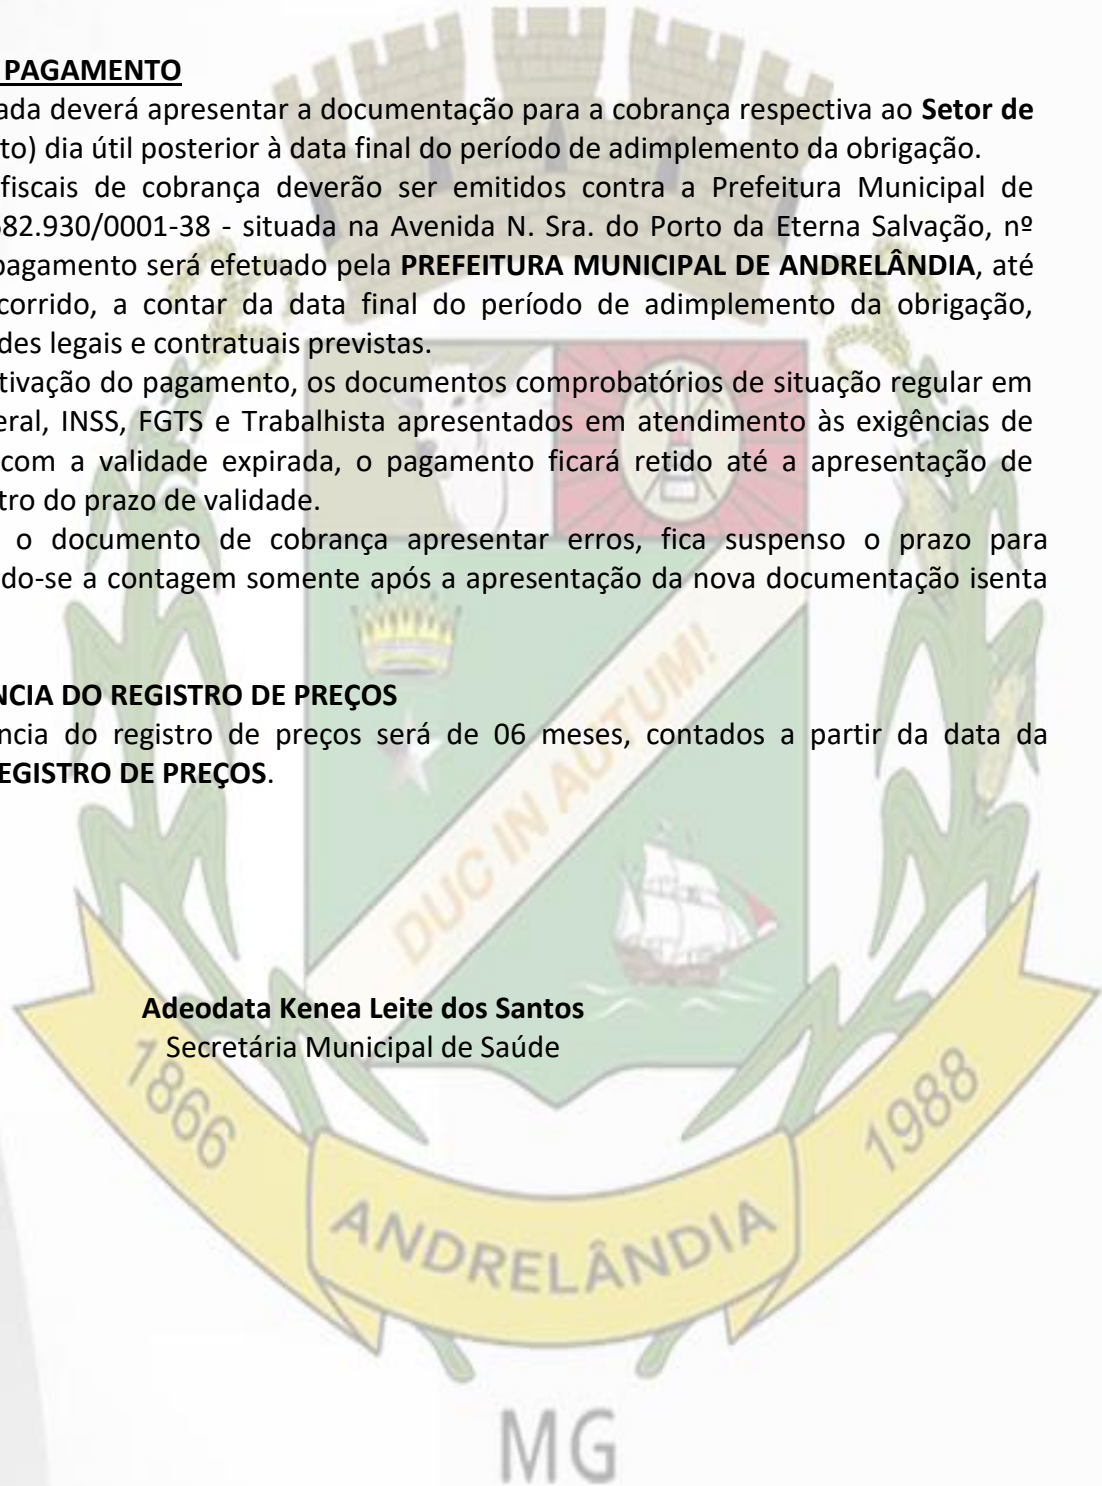 PAGAMENTO
ada deverá apresentar a documentação para a cobrança respectiva ao Setor de
to) dia útil posterior à data final do período de adimplemento da obrigação.
fiscais de cobrança deverão ser emitidos contra a Prefeitura Municipal de
682.930/0001-38 - situada na Avenida N. Sra. do Porto da Eterna Salvação, nº
pagamento será efetuado pela PREFEITURA MUNICIPAL DE ANDRELÂNDIA, até
corrido, a contar da data final do período de adimplemento da obrigação,
des legais e contratuais previstas.
tivação do pagamento, os documentos comprobatórios de situação regular em
eral, INSS, FGTS e Trabalhista apresentados em atendimento às exigências de
com a validade expirada, o pagamento ficará retido até a apresentação de
tro do prazo de validade.
o documento de cobrança apresentar erros, fica suspenso o prazo para
do-se a contagem somente após a apresentação da nova documentação isenta
NCIA DO REGISTRO DE PREÇOS
ncia do registro de preços será de 06 meses, contados a partir da data da
EGISTRO DE PREÇOS.
DUC IN AUTUM!
Adeodata Kenea Leite dos Santos
Secretária Municipal de Saúde
1866
1988
ANDRELÂNDIA
MG